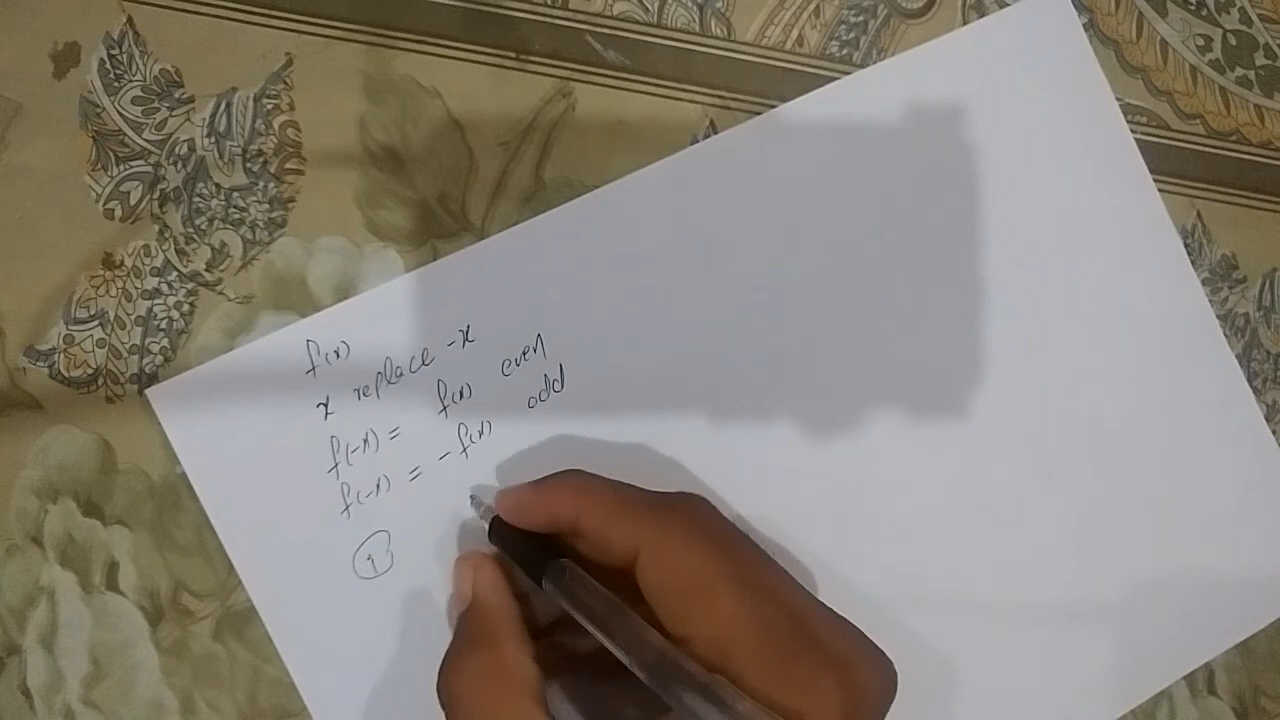 f(x)
x replace -x
f(-x) = f(x) even
f(-x) = -f(x) odd
1